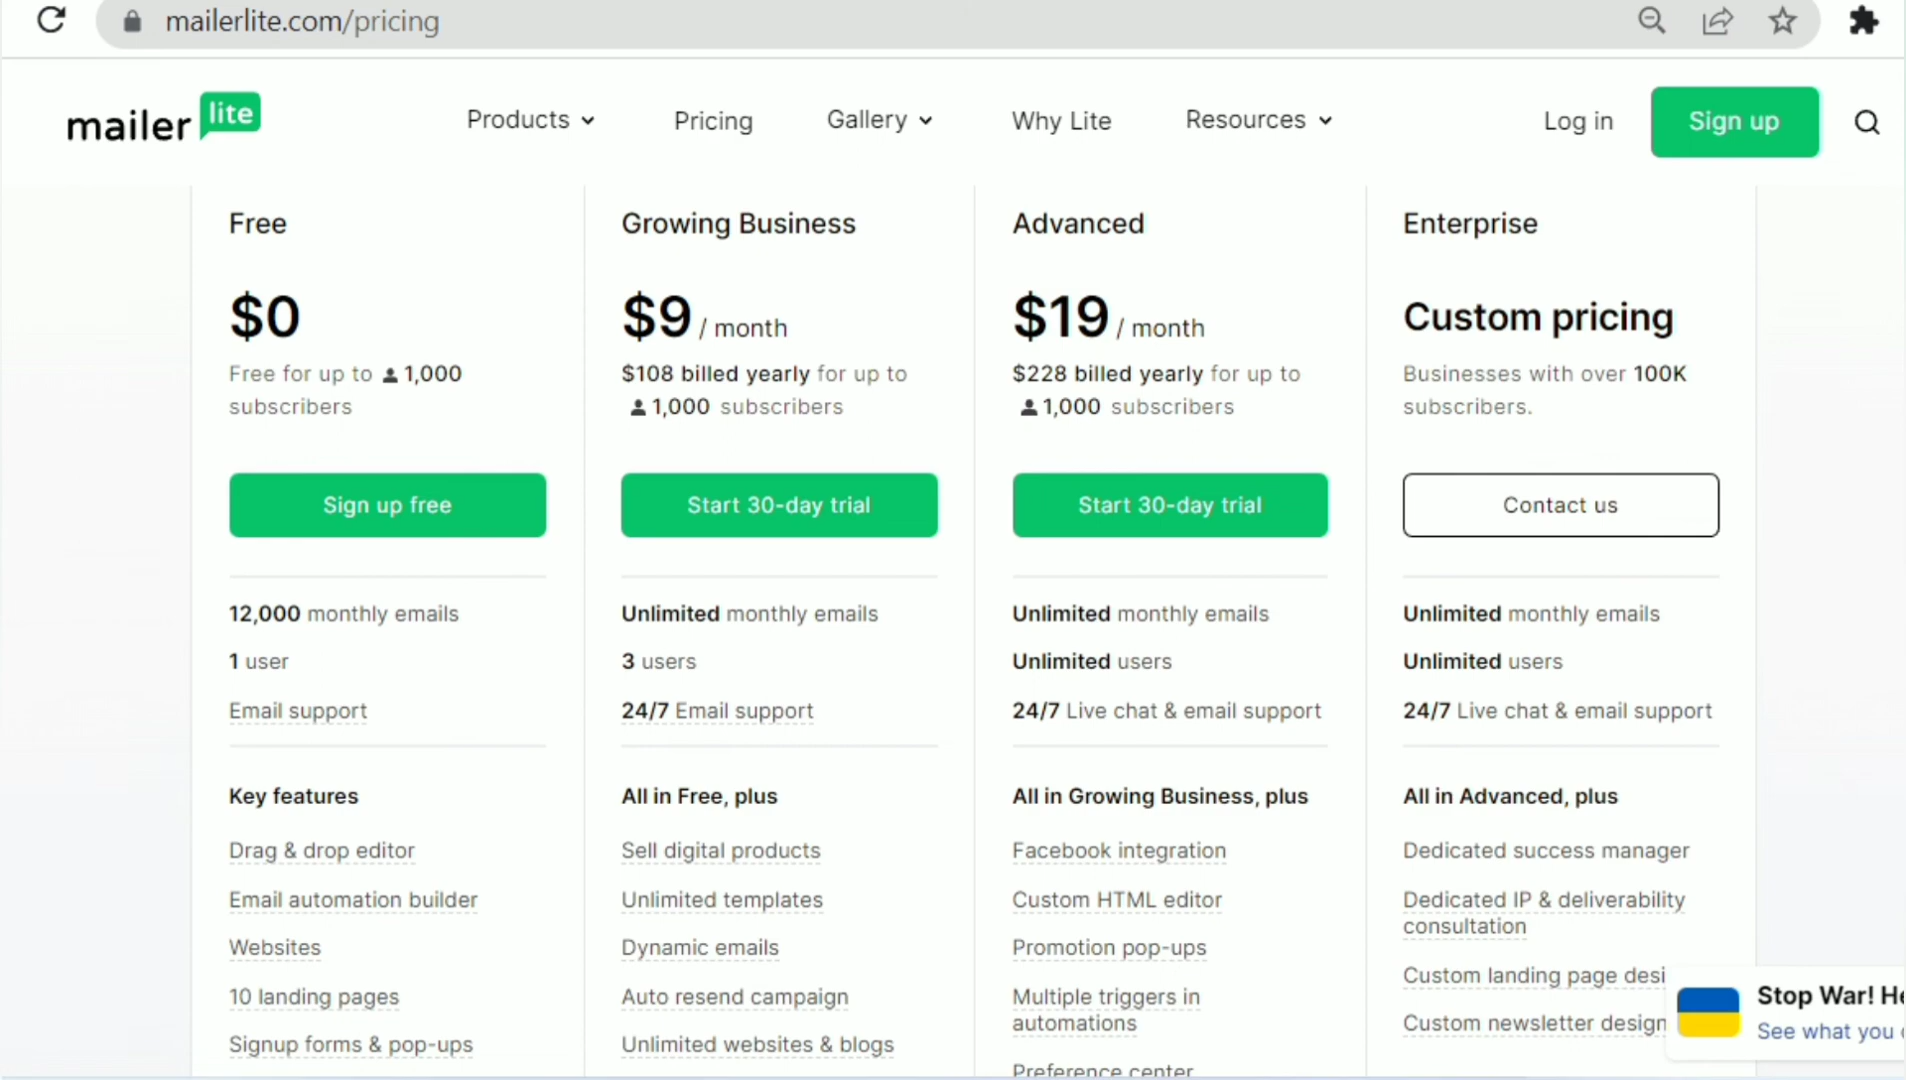 mailerlite.com/pricing
mailer lite
Products
Pricing
Gallery
Why Lite
Resources
Log in
Sign up
Free
$0
Free for up to 1,000
subscribers
Sign up free
12,000 monthly emails
1 user
Email support
Key features
Drag & drop editor
Email automation builder
Websites
10 landing pages
Signup forms & pop-ups
Growing Business
$9 / month
$108 billed yearly for up to
1,000 subscribers
Start 30-day trial
Unlimited monthly emails
3 users
24/7 Email support
All in Free, plus
Sell digital products
Unlimited templates
Dynamic emails
Auto resend campaign
Unlimited websites & blogs
Advanced
$19 / month
$228 billed yearly for up to
1,000 subscribers
Start 30-day trial
Unlimited monthly emails
Unlimited users
24/7 Live chat & email support
All in Growing Business, plus
Facebook integration
Custom HTML editor
Promotion pop-ups
Multiple triggers in
automations
Preference center
Enterprise
Custom pricing
Businesses with over 100K
subscribers.
Contact us
Unlimited monthly emails
Unlimited users
24/7 Live chat & email support
All in Advanced, plus
Dedicated success manager
Dedicated IP & deliverability
consultation
Custom landing page desi
Custom newsletter design
Stop War! He
See what you